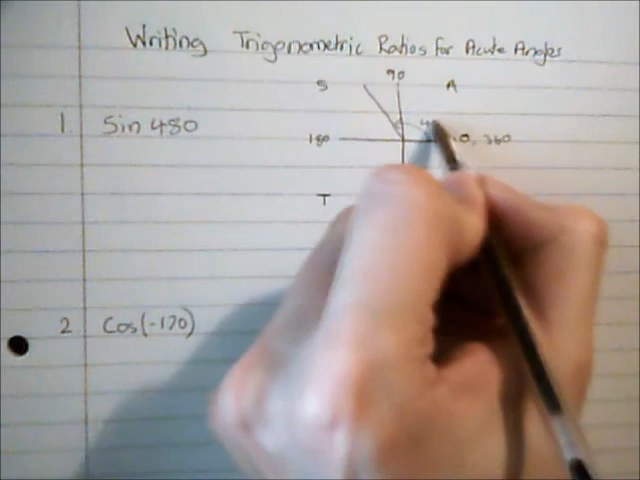 Writing Trigonometric Ratios for Acute Angles
90
S A
1 Sin 480
180 0, 360
T
2 Cos(-170)